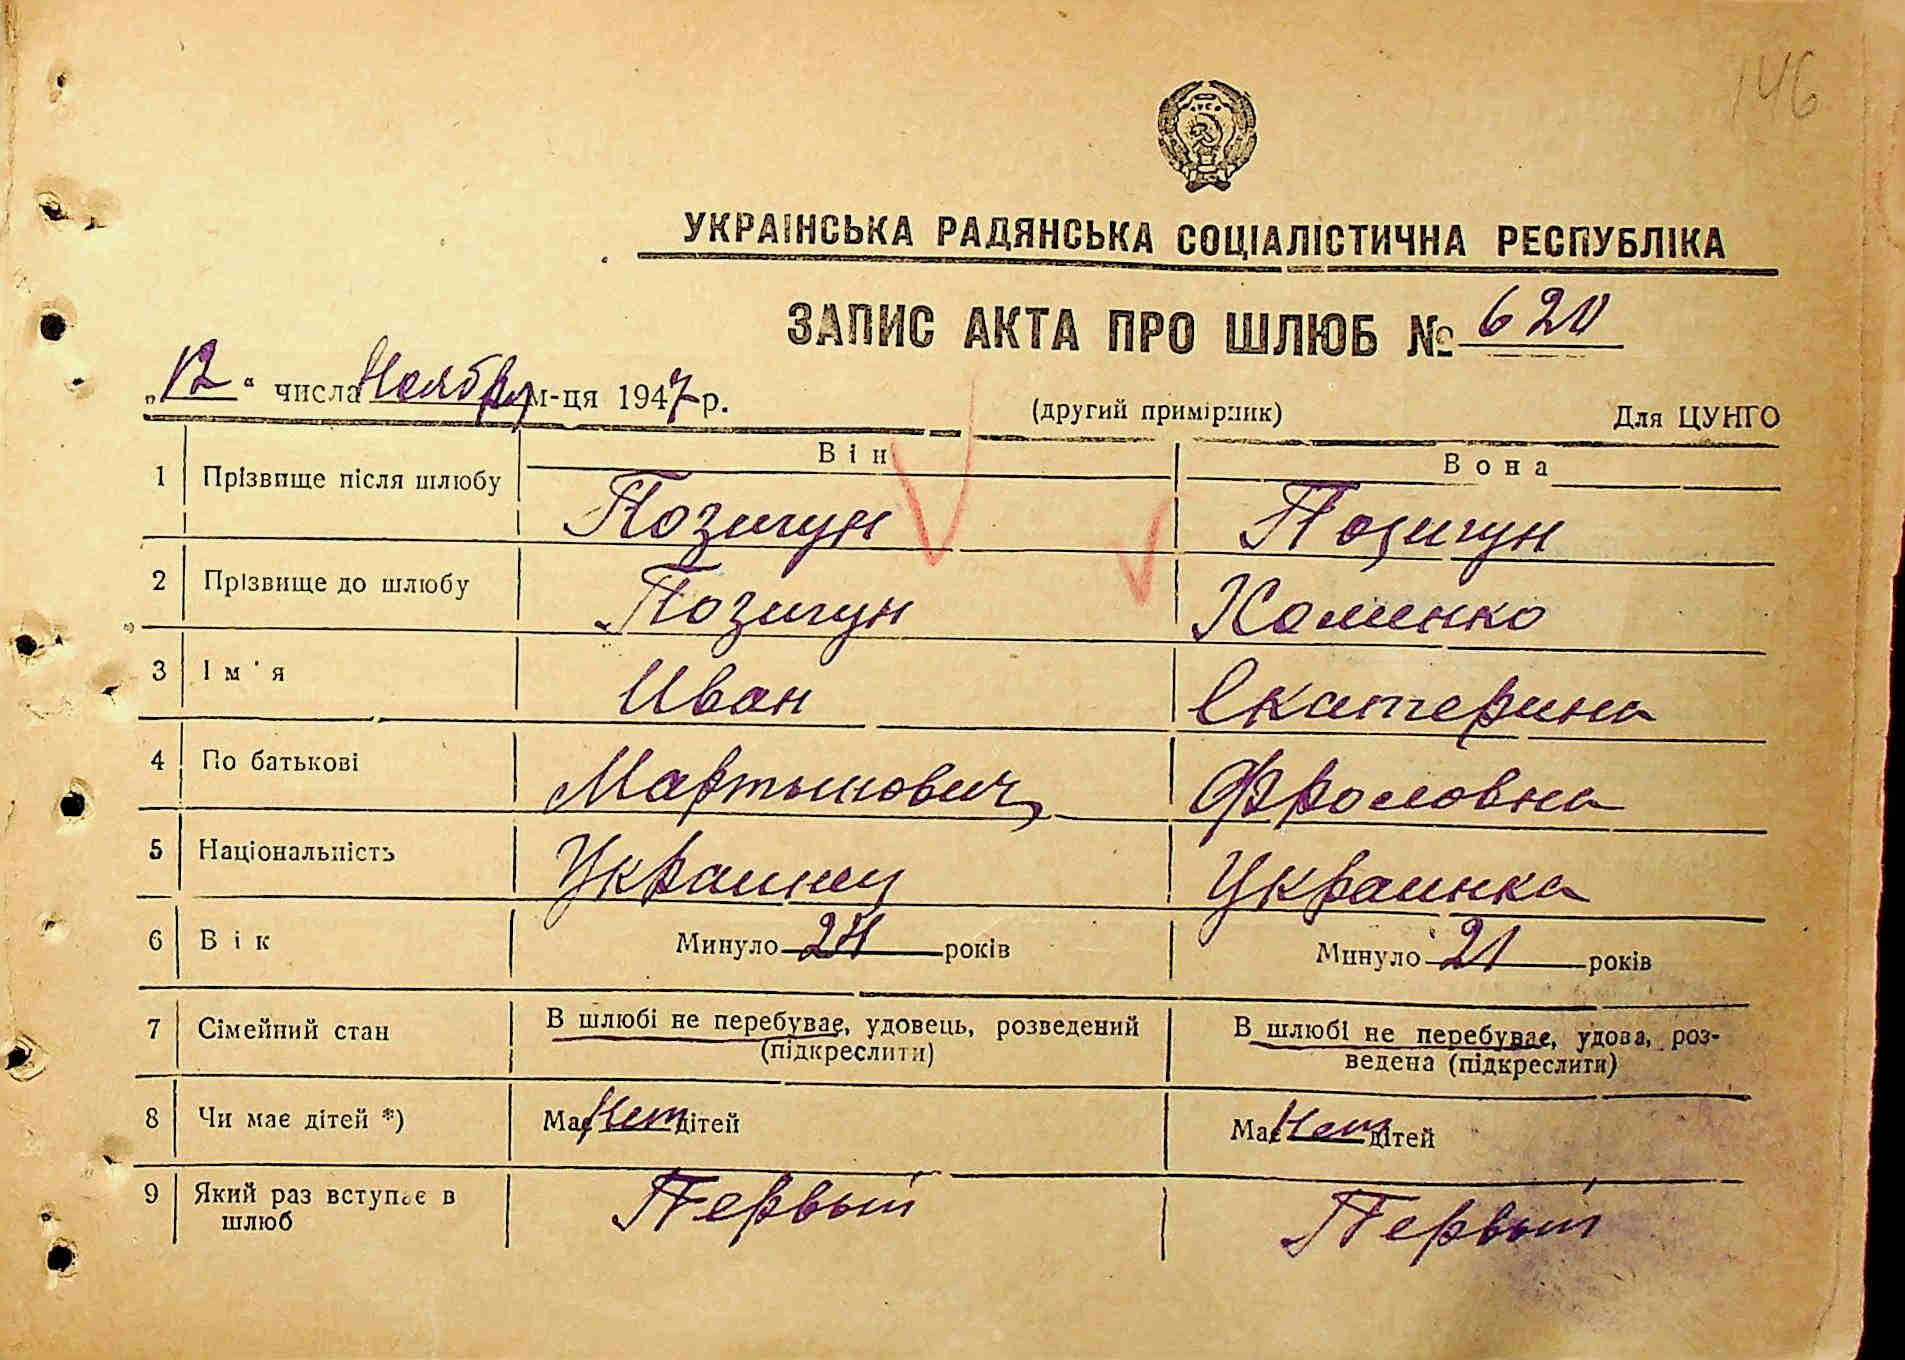 146
УКРАІНСЬКА РАДЯНСЬКА СОЦІАЛІСТИЧНА РЕСПУБЛІКА
ЗАПИС АКТА ПРО ШЛЮБ № 620
„12“ числа Ноября м-ця 1947 р. (другий примірник) Для ЦУНГО
Він Вона
1 Прізвище після шлюбу Позигун Позигун
2 Прізвище до шлюбу Позигун
3 Ім'я Иван Екатерина
4 По батькові Мартынович Фроловна
5 Національність Украинец Украинка
6 Вік Минуло 24 років Минуло 21 років
7 Сімейний стан В шлюбі не перебуває, удовець, розведений В шлюбі не перебуває, удова, роз-
(підкреслити) ведена (підкреслити)
8 Чи має дітей *) Має Нет дітей Має Нет дітей
9 Який раз вступає в Первый Первый
шлюб